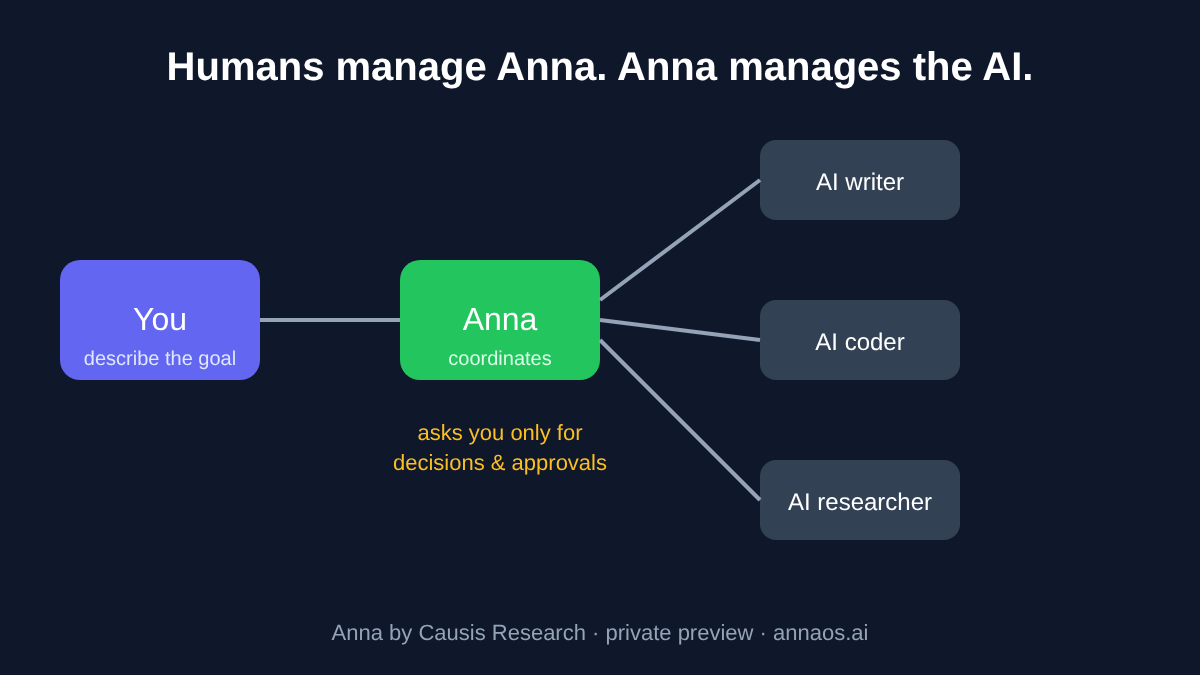 Humans manage Anna. Anna manages the AI.
AI writer
You
describe the goal
Anna
coordinates
AI coder
asks you only for
decisions & approvals
AI researcher
Anna by Causis Research · private preview · annaos.ai